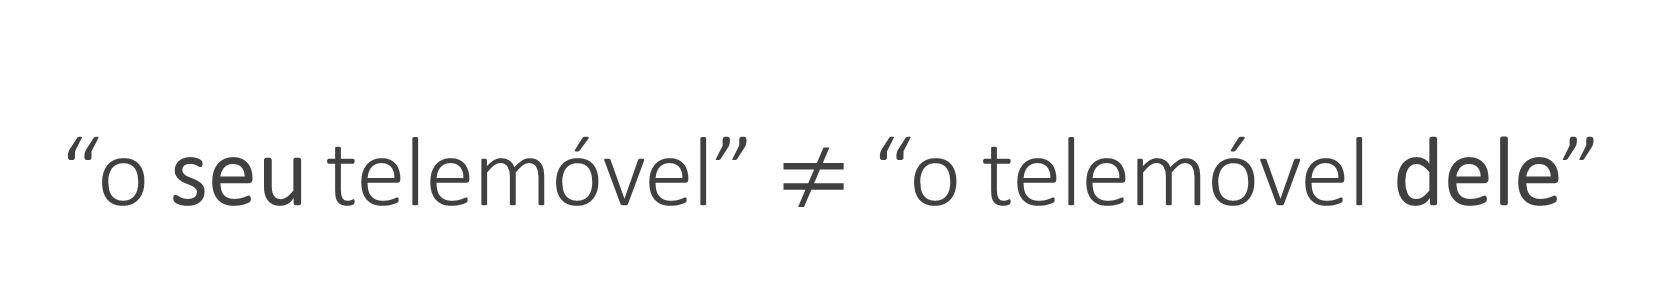 “o seu telemóvel” ≠ “o telemóvel dele”